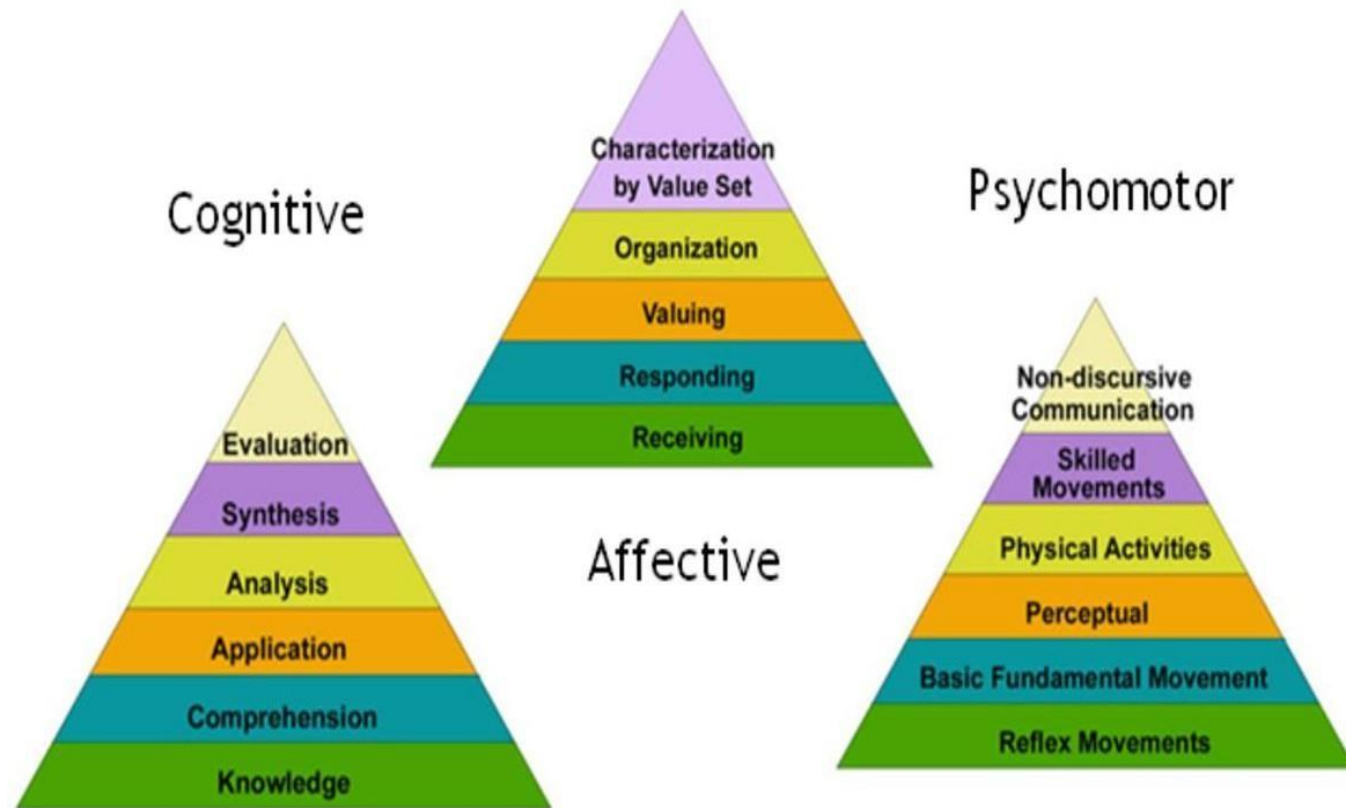 Cognitive
Evaluation
Synthesis
Analysis
Application
Comprehension
Knowledge
Characterization
by Value Set
Organization
Valuing
Responding
Receiving
Affective
Psychomotor
Non-discursive
Communication
Skilled
Movements
Physical Activities
Perceptual
Basic Fundamental Movement
Reflex Movements